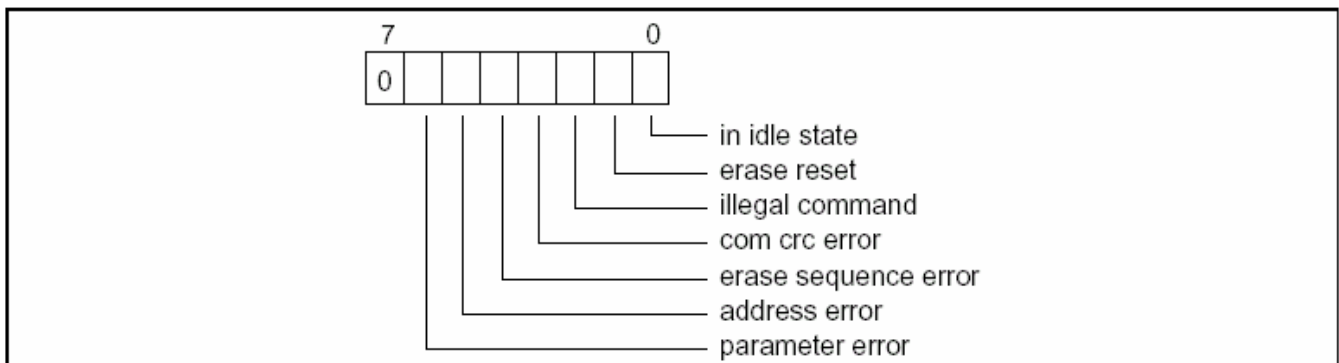 7 0
0
in idle state
erase reset
illegal command
com crc error
erase sequence error
address error
parameter error